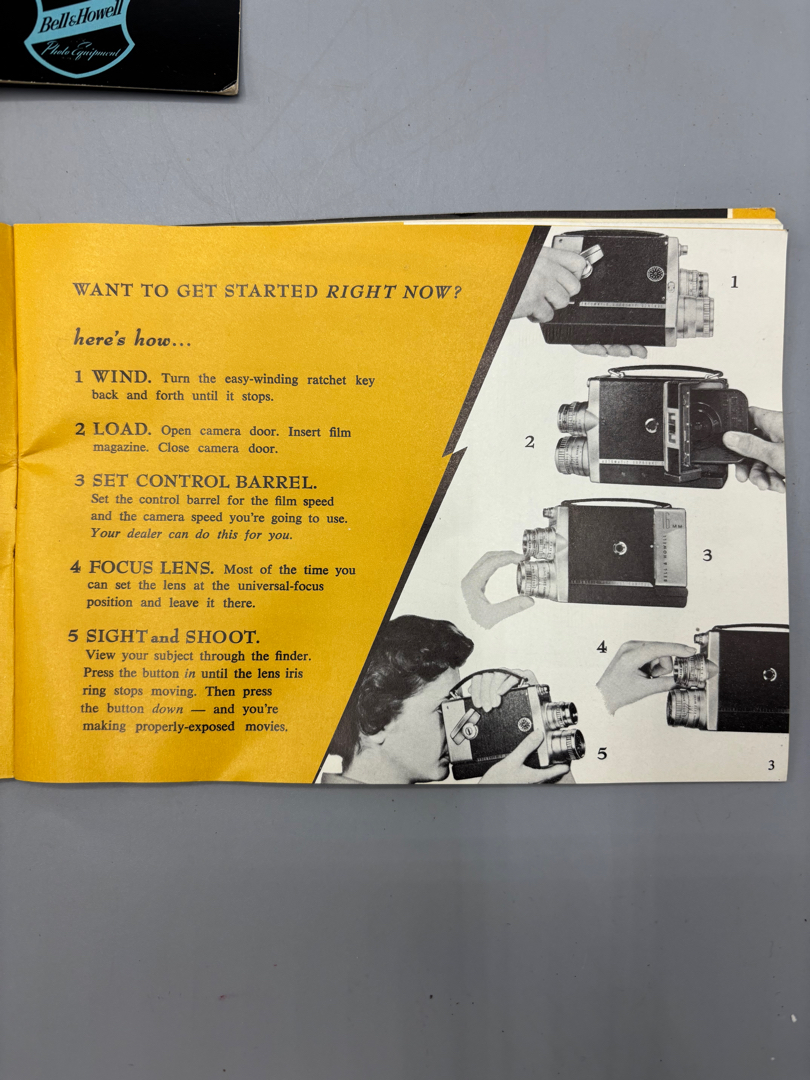 Bell & Howell
Photo Equipment
WANT TO GET STARTED RIGHT NOW?
here's how...
1 WIND. Turn the easy-winding ratchet key
back and forth until it stops.
2 LOAD. Open camera door. Insert film
magazine. Close camera door.
3 SET CONTROL BARREL.
Set the control barrel for the film speed
and the camera speed you're going to use.
Your dealer can do this for you.
4 FOCUS LENS. Most of the time you
can set the lens at the universal-focus
position and leave it there.
5 SIGHT and SHOOT.
View your subject through the finder.
Press the button in until the lens iris
ring stops moving. Then press
the button down — and you're
making properly-exposed movies.
1
2
3
BELL & HOWELL
4
5
3